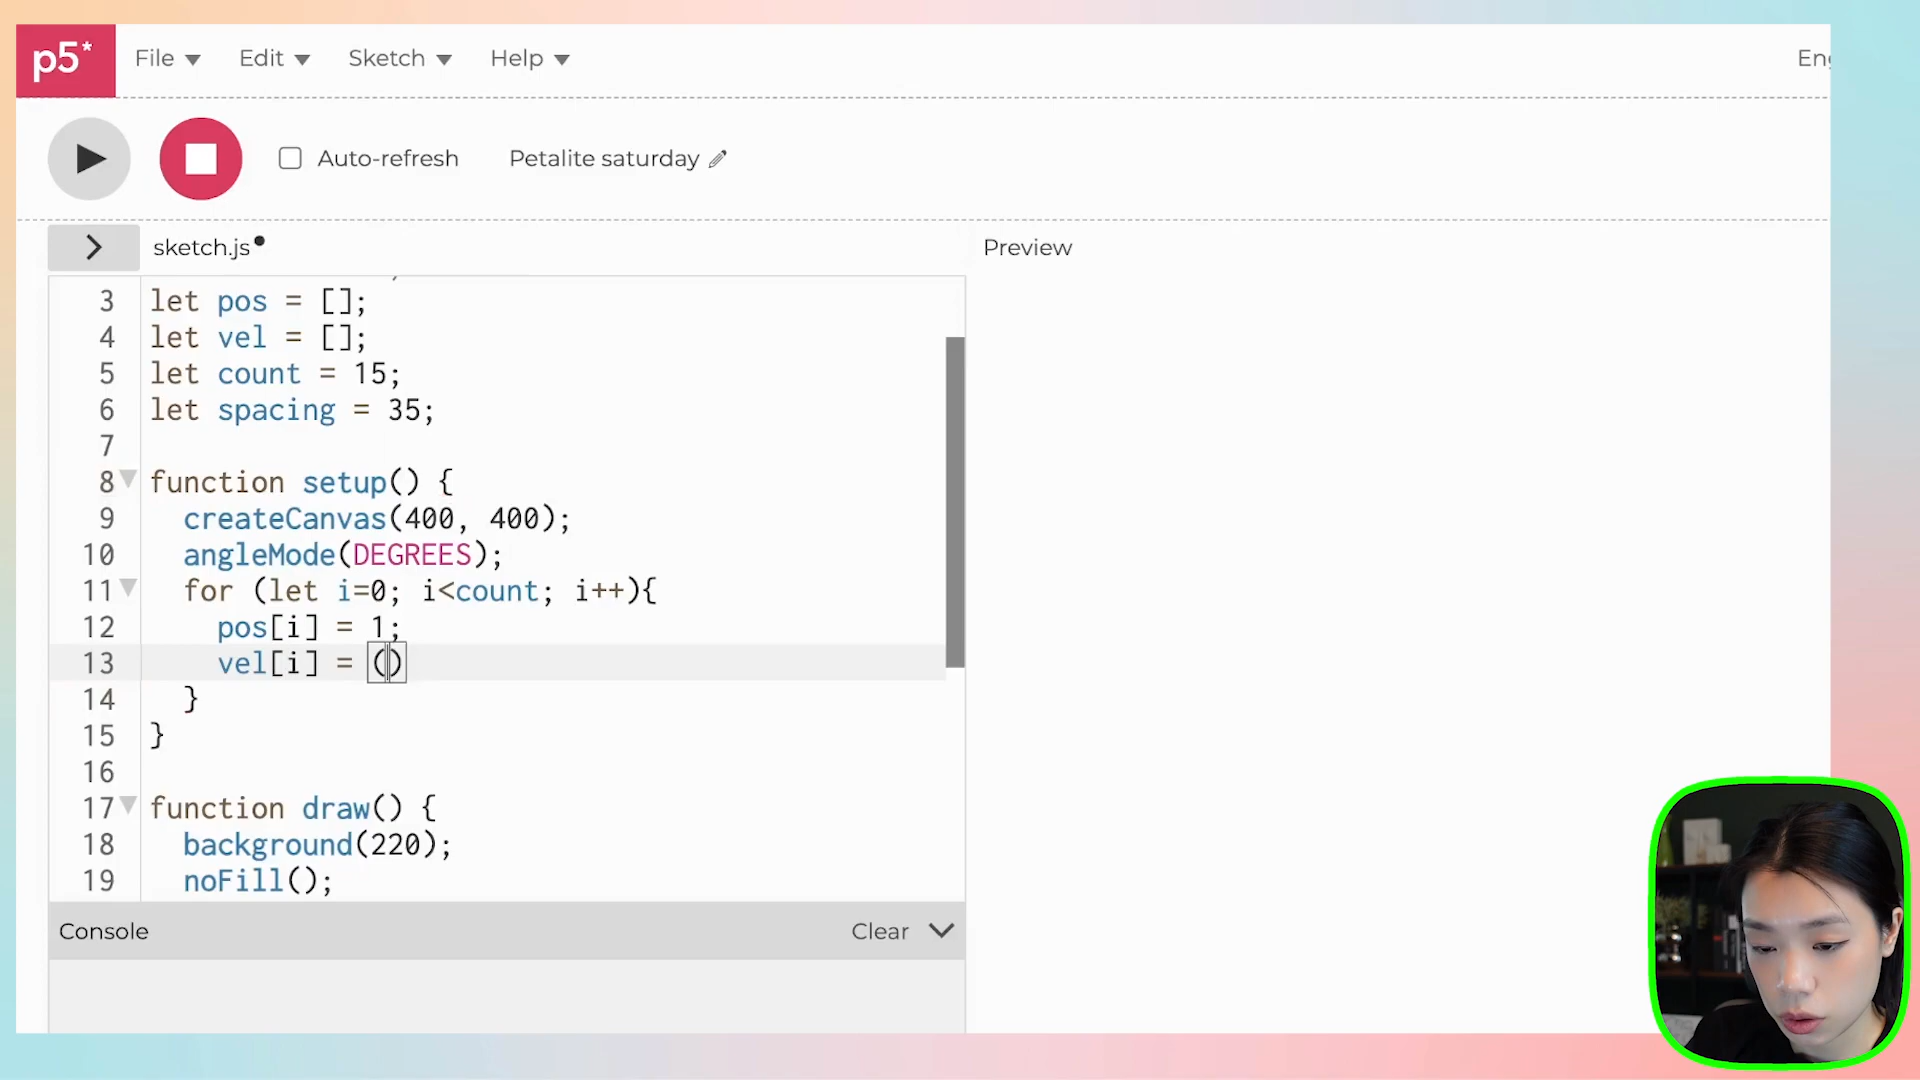 p5* File Edit Sketch Help
Auto-refresh Petalite saturday
> sketch.js Preview
3 let pos = [];
4 let vel = [];
5 let count = 15;
6 let spacing = 35;
7
8 function setup() {
9 createCanvas(400, 400);
10 angleMode(DEGREES);
11 for (let i=0; i<count; i++){
12 pos[i] = 1;
13 vel[i] = ()
14 }
15 }
16
17 function draw() {
18 background(220);
19 noFill();
Console Clear